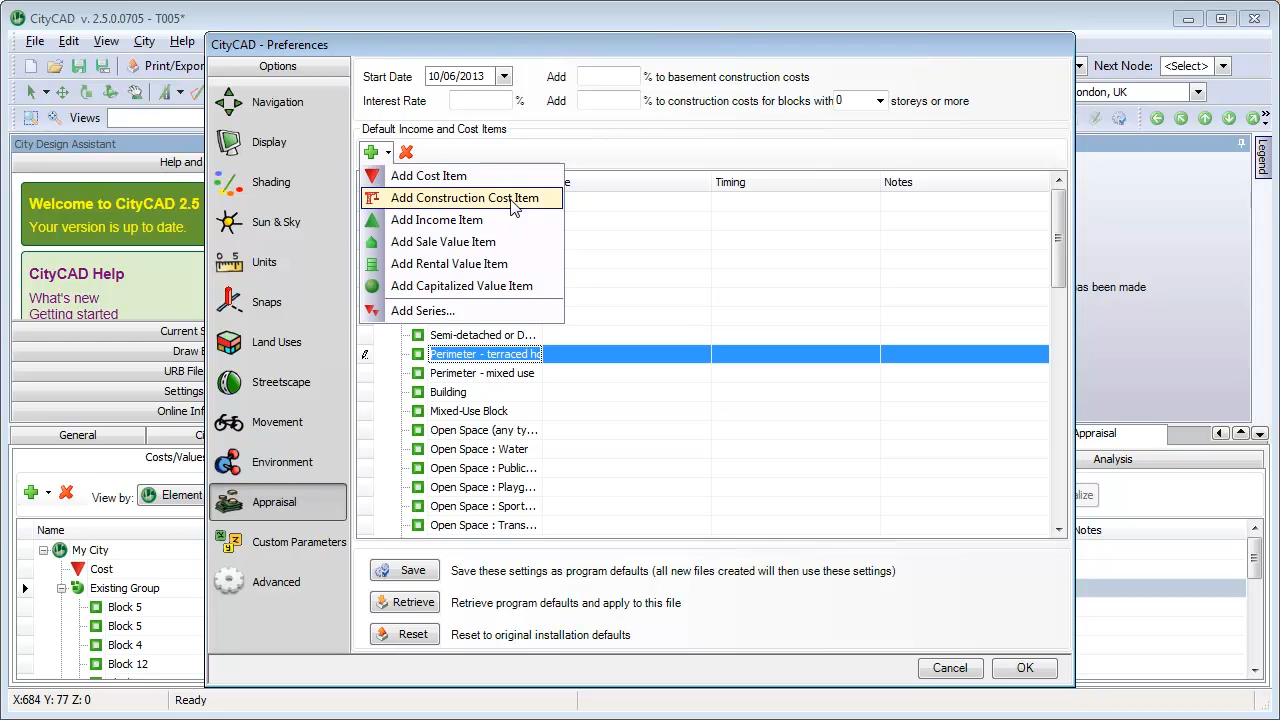 CityCAD v. 2.5.0.0705 - T005*
File Edit View City Help
Print/Expor
Next Node: <Select>
ondon, UK
Views
City Design Assistant
Help and
Welcome to CityCAD 2.5
Your version is up to date.
CityCAD Help
What's new
Getting started
Current S
Draw E
URB File
Settings
Online Inf
General
Costs/Values
View by: Element
Name
My City
Cost
Existing Group
Block 5
Block 5
Block 4
Block 12
X:684 Y: 77 Z: 0
Ready
CityCAD - Preferences
Options
Navigation
Display
Shading
Sun & Sky
Units
Snaps
Land Uses
Streetscape
Movement
Environment
Appraisal
Custom Parameters
Advanced
Start Date 10/06/2013 Add % to basement construction costs
Interest Rate % Add % to construction costs for blocks with 0 storeys or more
Default Income and Cost Items
Timing Notes
Add Cost Item
Add Construction Cost Item
Add Income Item
Add Sale Value Item
Add Rental Value Item
Add Capitalized Value Item
Add Series...
Semi-detached or D...
Perimeter - terraced ho
Perimeter - mixed use
Building
Mixed-Use Block
Open Space (any ty...
Open Space : Water
Open Space : Public...
Open Space : Playg...
Open Space : Sport...
Open Space : Trans...
Save Save these settings as program defaults (all new files created will then use these settings)
Retrieve Retrieve program defaults and apply to this file
Reset Reset to original installation defaults
Cancel OK
Legend
has been made
Appraisal
Analysis
alize
Notes